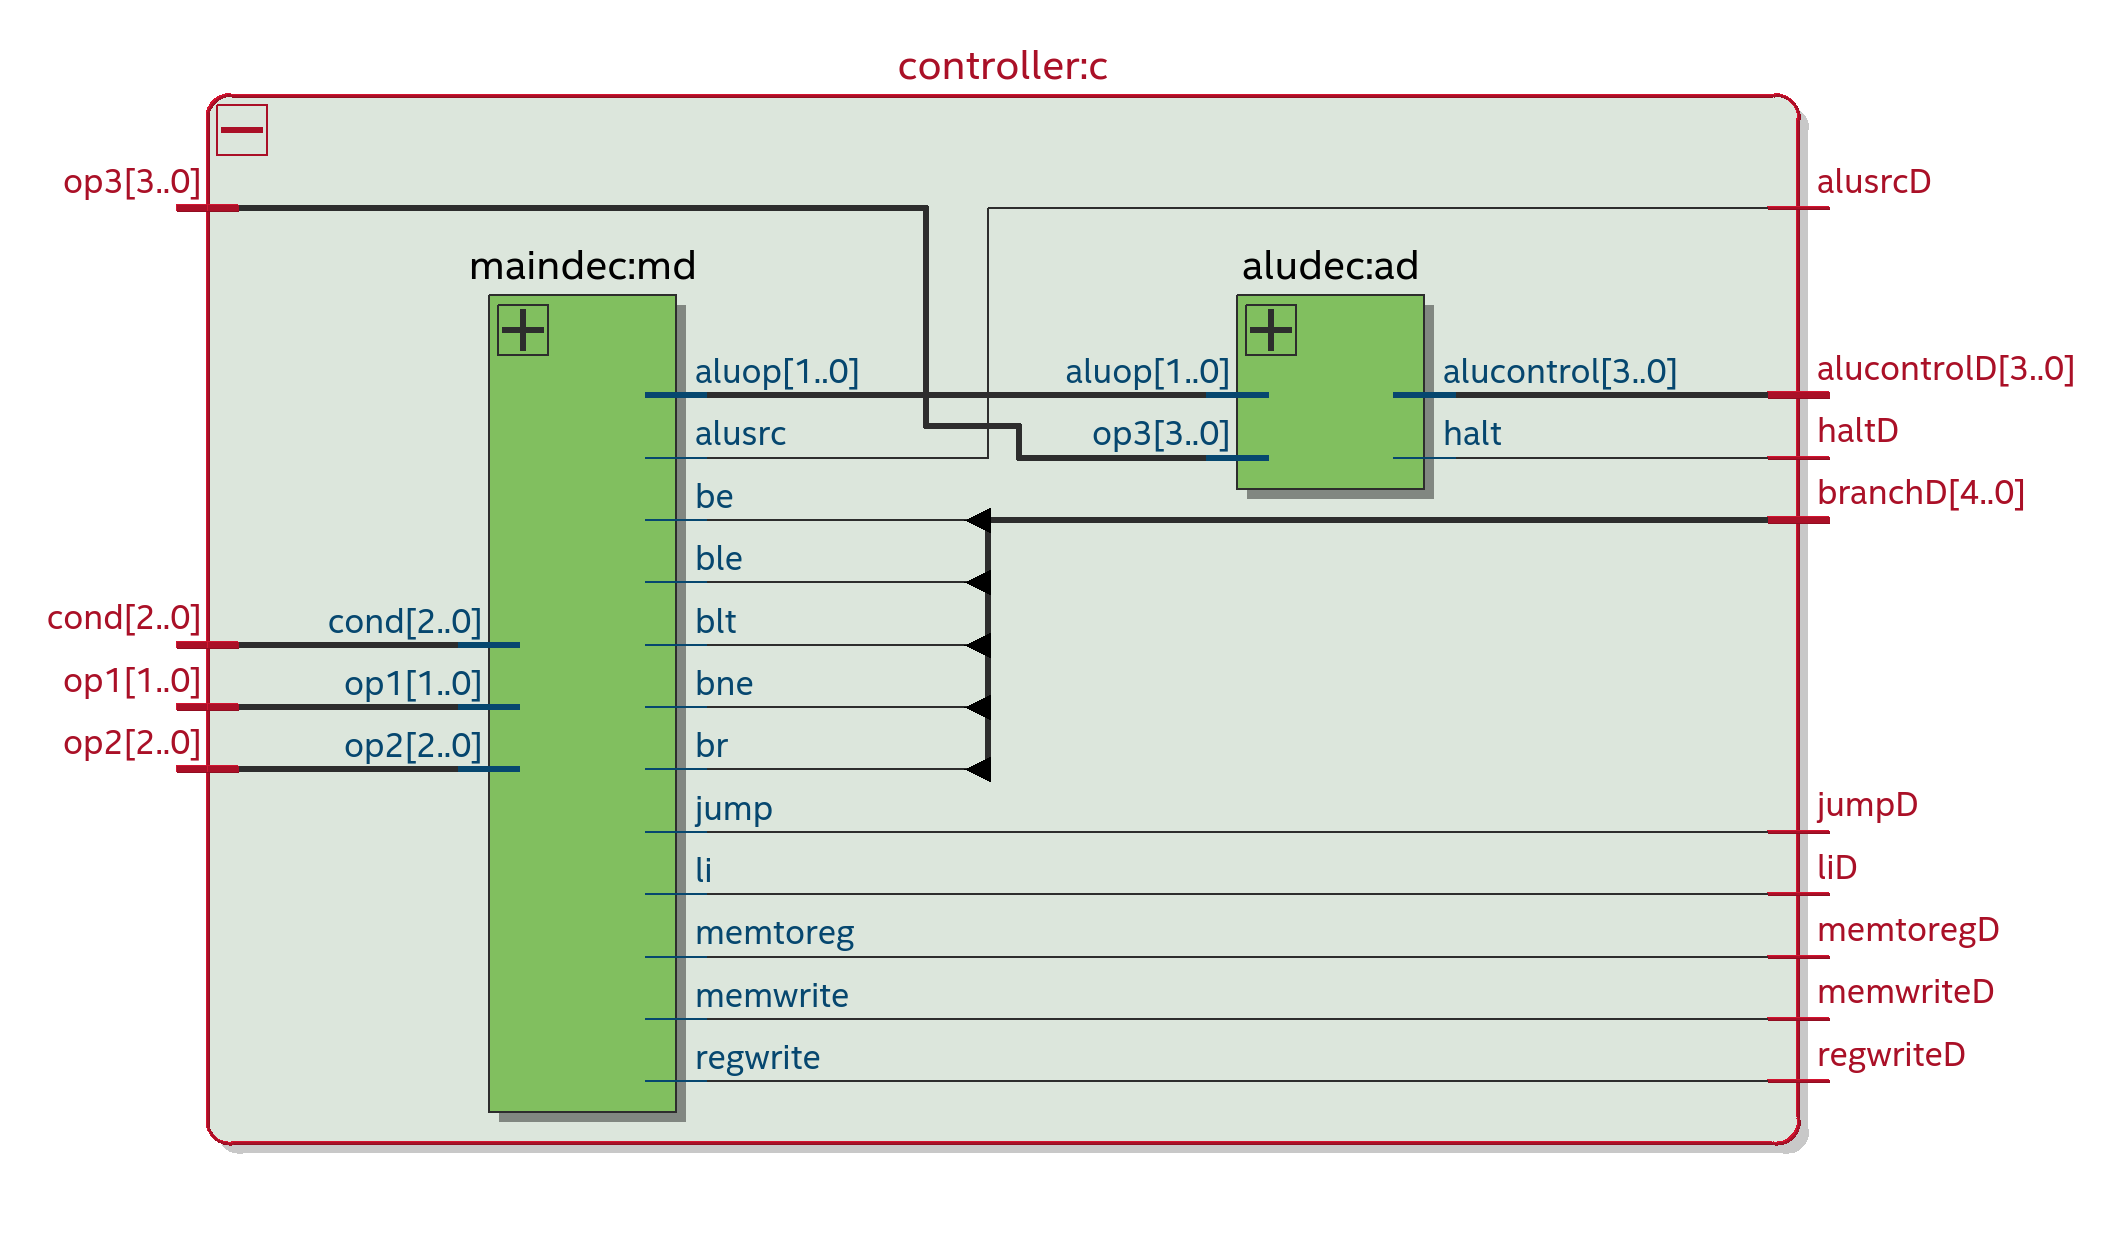 controller:c
op3[3..0]
alusrcD
maindec:md
aludec:ad
aluop[1..0]
aluop[1..0]
alucontrol[3..0]
alucontrolD[3..0]
alusrc
op3[3..0]
halt
haltD
be
branchD[4..0]
ble
cond[2..0]
cond[2..0]
blt
op1[1..0]
op1[1..0]
bne
op2[2..0]
op2[2..0]
br
jump
jumpD
li
liD
memtoreg
memtoregD
memwrite
memwriteD
regwrite
regwriteD